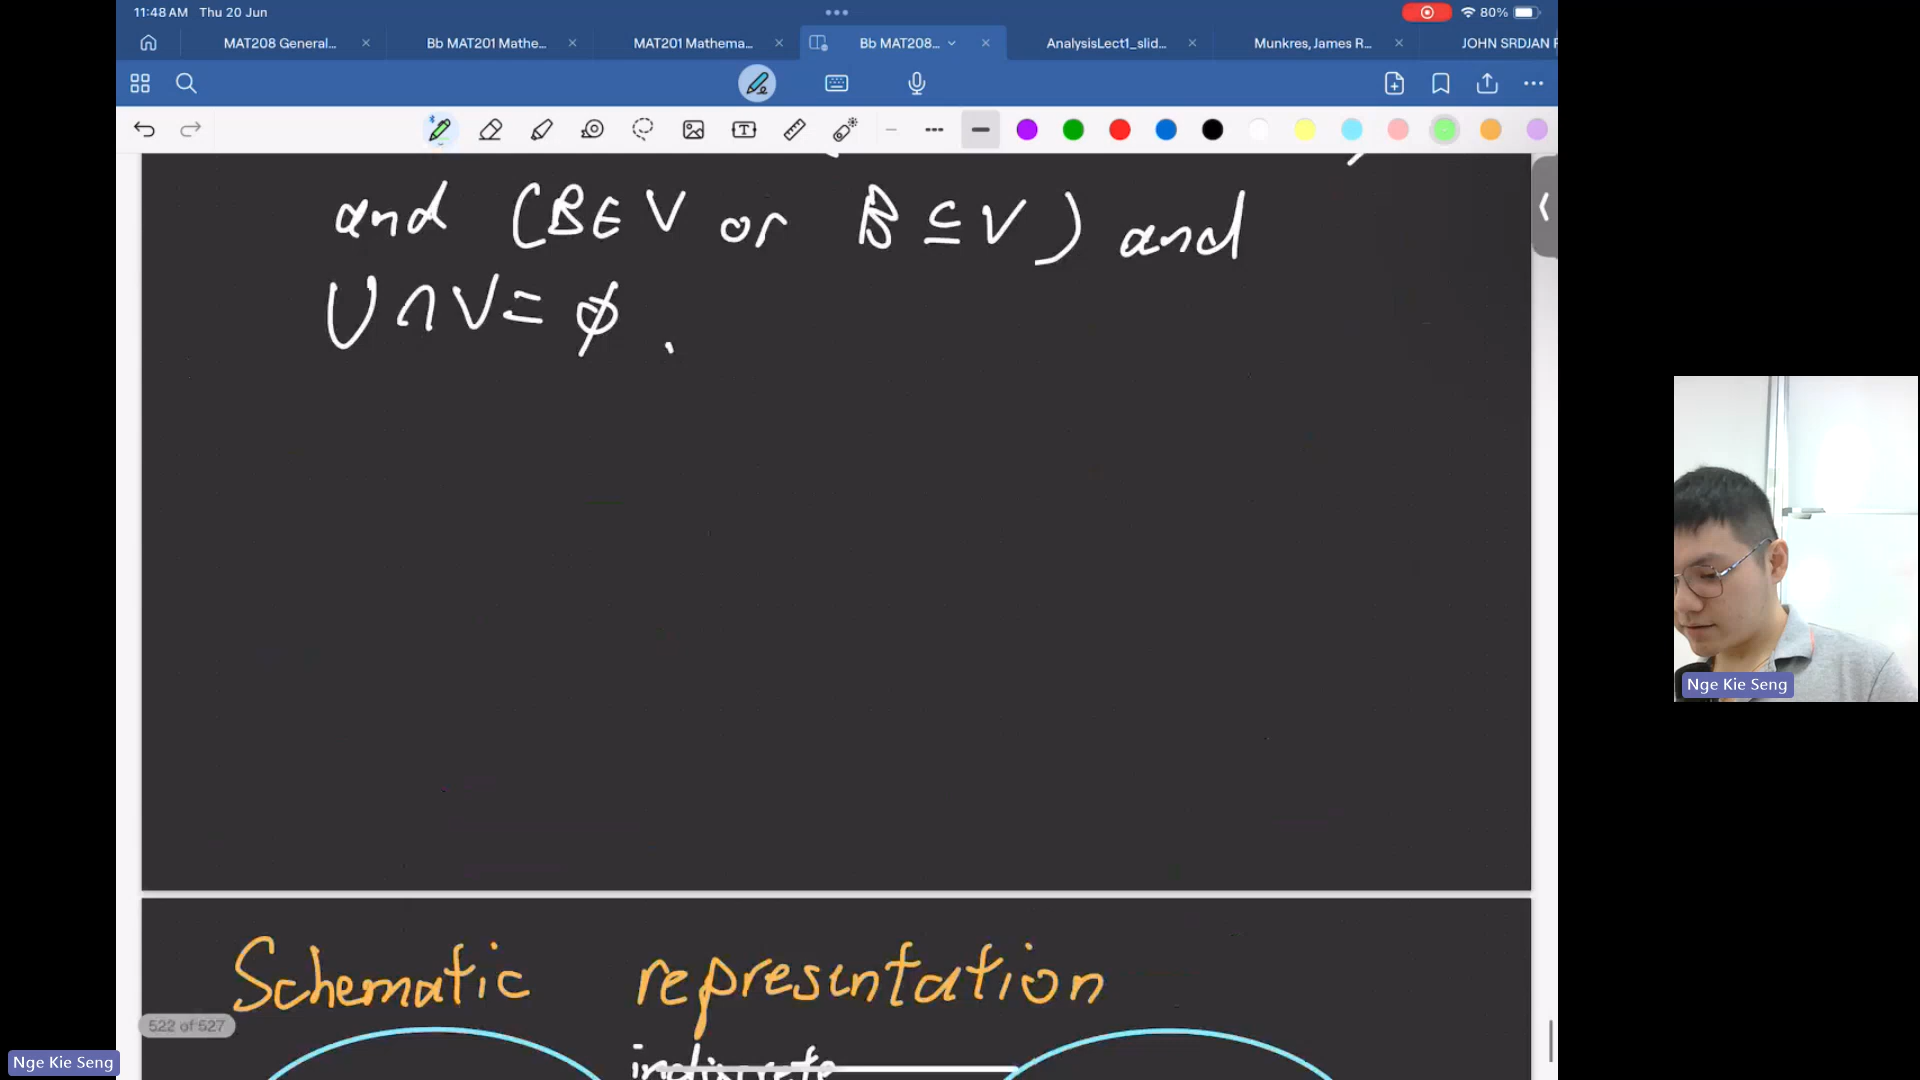 11:48 AM Thu 20 Jun
80%
MAT208 General...
Bb MAT201 Mathe...
MAT201 Mathema...
Bb MAT208...
AnalysisLect1_slid...
Munkres, James R...
JOHN SRDJAN P
and (B ∈ V or B ⊆ V) and
U ∩ V = ϕ .
Schematic representation
522 of 527
indiscrete
Nge Kie Seng
Nge Kie Seng